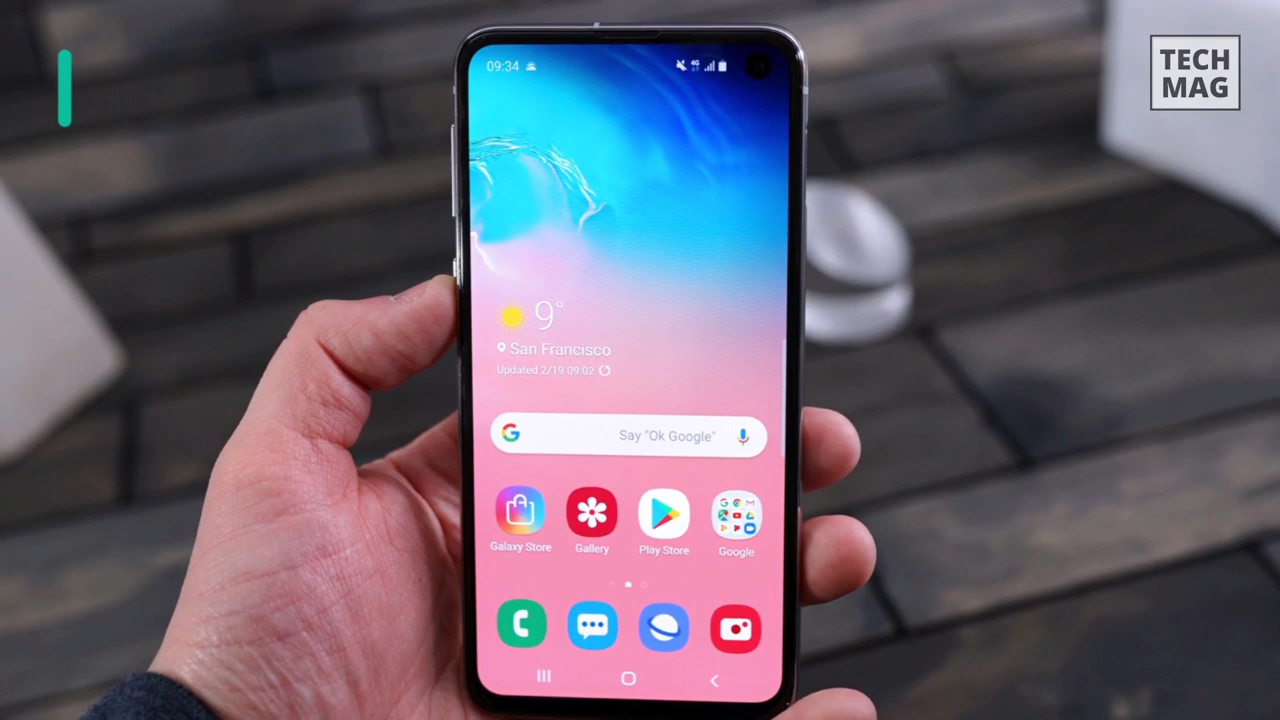 TECH
MAG
09:34
4G
9°
San Francisco
Updated 2/19 09:02
Say "Ok Google"
Galaxy Store
Gallery
Play Store
Google